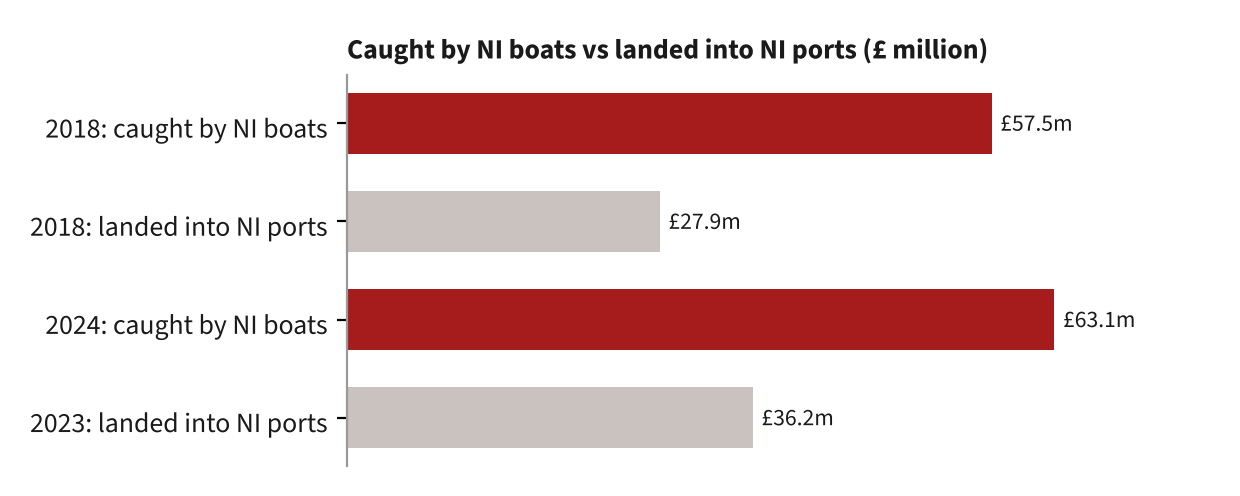 Caught by NI boats vs landed into NI ports (£ million)
2018: caught by NI boats £57.5m
2018: landed into NI ports £27.9m
2024: caught by NI boats £63.1m
2023: landed into NI ports £36.2m